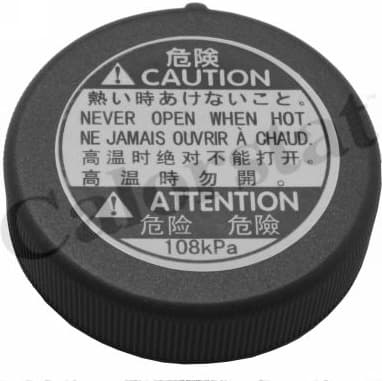 危険
CAUTION
熱い時あけないこと。
NEVER OPEN WHEN HOT.
NE JAMAIS OUVRIR À CHAUD.
高温时绝对不能打开
高温時勿開。
ATTENTION
危险 危險
108kPa
Calorstat